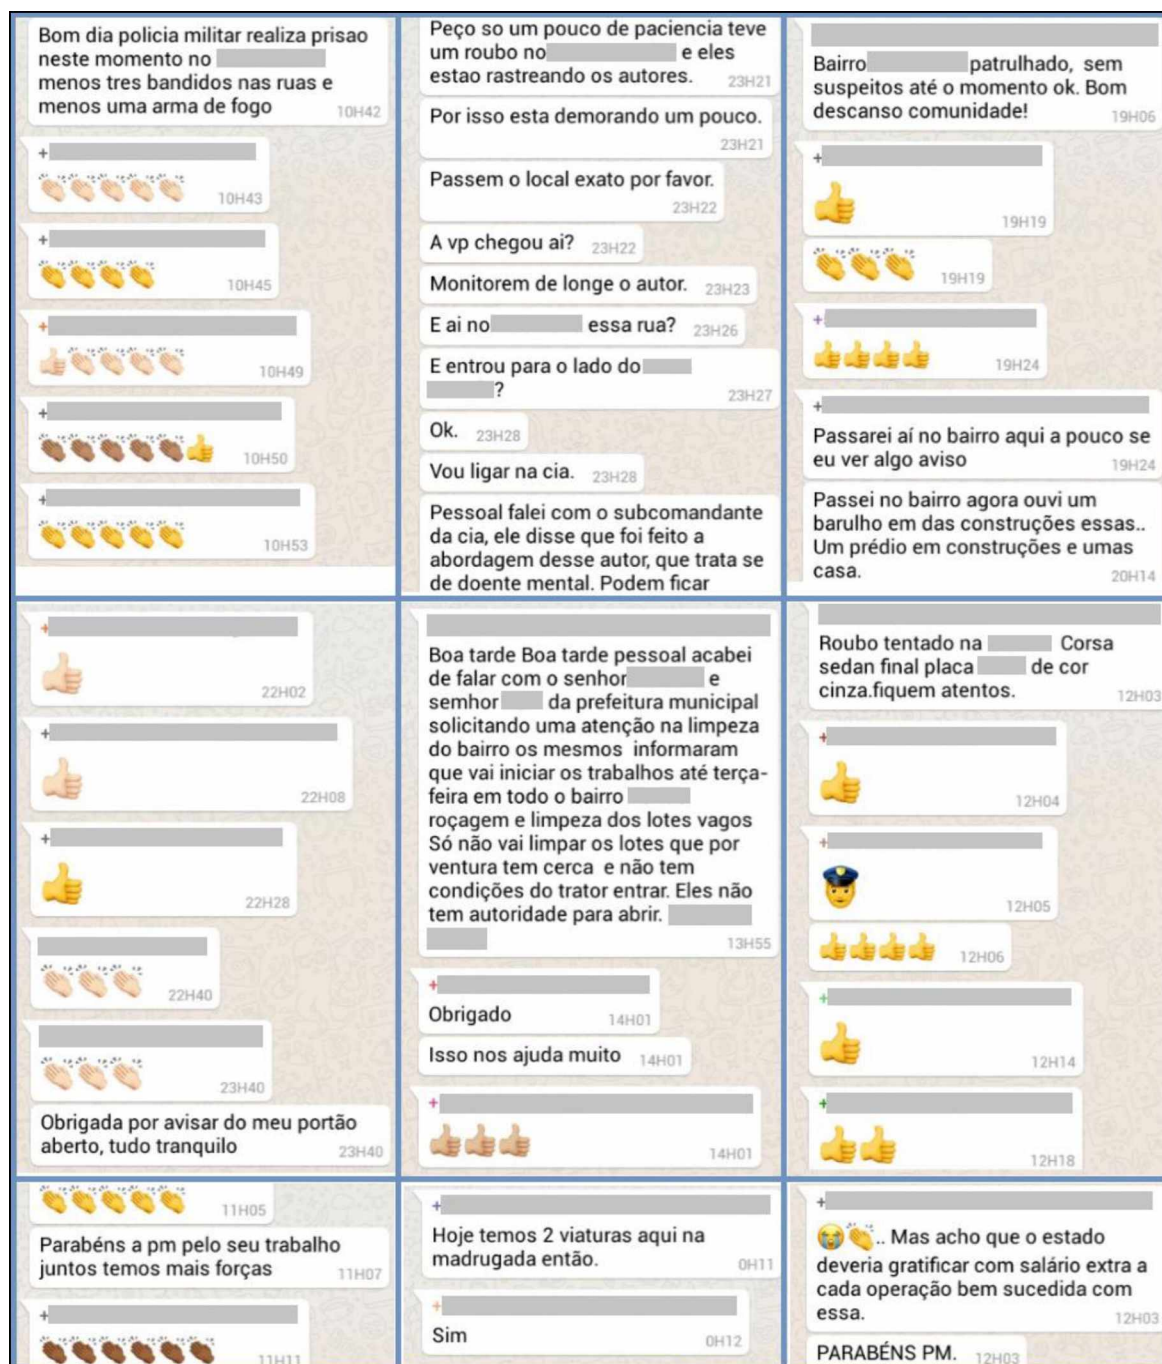 Bom dia policia militar realiza prisao
neste momento no
menos tres bandidos nas ruas e
menos uma arma de fogo
10H42
+
👏🏻👏🏻👏🏻👏🏻👏🏻 10H43
+
👏👏👏👏 10H45
+
👍🏻👏🏻👏🏻👏🏻👏🏻 10H49
+
👏🏽👏🏽👏🏽👏🏽👏🏽👍 10H50
+
👏👏👏👏👏 10H53
Peço so um pouco de paciencia teve
um roubo no e eles
estao rastreando os autores. 23H21
Por isso esta demorando um pouco.
23H21
Passem o local exato por favor.
23H22
A vp chegou ai? 23H22
Monitorem de longe o autor. 23H23
E ai no essa rua? 23H26
E entrou para o lado do
? 23H27
Ok. 23H28
Vou ligar na cia. 23H28
Pessoal falei com o subcomandante
da cia, ele disse que foi feito a
abordagem desse autor, que trata se
de doente mental. Podem ficar
Bairro patrulhado, sem
suspeitos até o momento ok. Bom
descanso comunidade! 19H06
+
👍 19H19
👏👏👏 19H19
+
👍👍👍👍 19H24
+
Passarei aí no bairro aqui a pouco se
eu ver algo aviso 19H24
Passei no bairro agora ouvi um
barulho em das construções essas..
Um prédio em construções e umas
casa. 20H14
+
👍🏻 22H02
+
👍🏻 22H08
+
👍 22H28
👏🏻👏🏻👏🏻 22H40
👏🏻👏🏻👏🏻 23H40
Obrigada por avisar do meu portão
aberto, tudo tranquilo 23H40
Boa tarde Boa tarde pessoal acabei
de falar com o senhor e
semhor da prefeitura municipal
solicitando uma atenção na limpeza
do bairro os mesmos informaram
que vai iniciar os trabalhos até terça-
feira em todo o bairro
roçagem e limpeza dos lotes vagos
Só não vai limpar os lotes que por
ventura tem cerca e não tem
condições do trator entrar. Eles não
tem autoridade para abrir.
13H55
+
Obrigado 14H01
Isso nos ajuda muito 14H01
+
👍🏼👍🏼👍🏼 14H01
Roubo tentado na Corsa
sedan final placa de cor
cinza.fiquem atentos. 12H03
+
👍 12H04
+
👮 12H05
👍👍👍👍 12H06
+
👍 12H14
+
👍👍 12H18
👏👏👏👏👏 11H05
Parabéns a pm pelo seu trabalho
juntos temos mais forças 11H07
+
👏🏾👏🏾👏🏾👏🏾👏🏾👏🏾 11H11
+
Hoje temos 2 viaturas aqui na
madrugada então. 0H11
+
Sim 0H12
+
😭👏.. Mas acho que o estado
deveria gratificar com salário extra a
cada operação bem sucedida com
essa. 12H03
PARABÉNS PM. 12H03